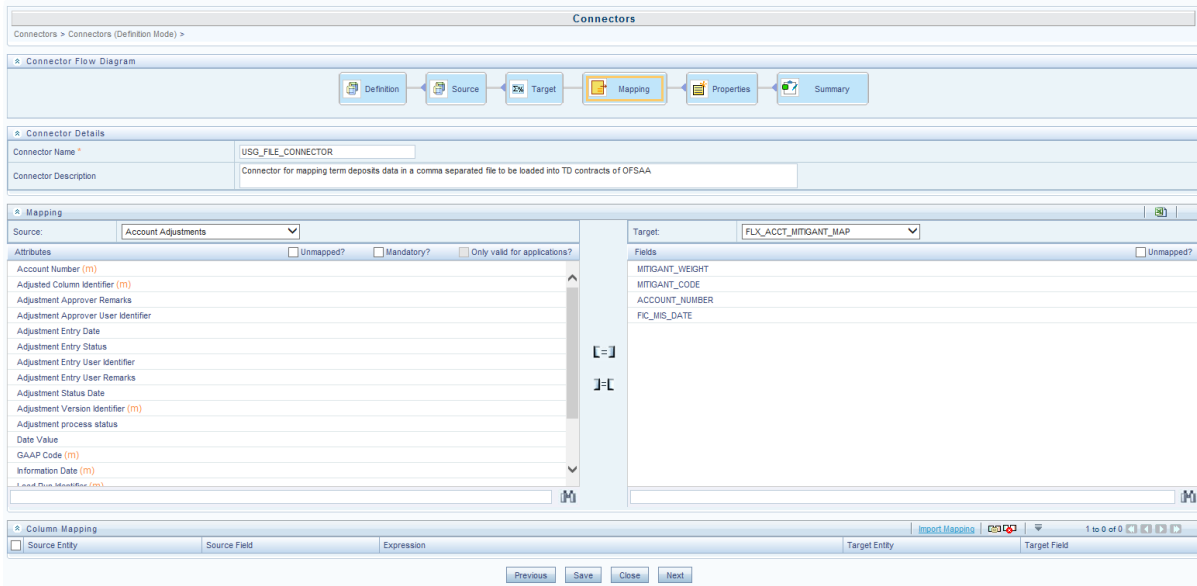 Connectors
Connectors > Connectors (Definition Mode) >
Connector Flow Diagram
Definition Source Target Mapping Properties Summary
Connector Details
Connector Name * USG_FILE_CONNECTOR
Connector Description Connector for mapping term deposits data in a comma separated file to be loaded into TD contracts of OFSAA
Mapping
Source: Account Adjustments Target: FLX_ACCT_MITIGANT_MAP
Attributes Unmapped? Mandatory? Only valid for applications? Fields Unmapped?
Account Number (m) MITIGANT_WEIGHT
Adjusted Column Identifier (m) MITIGANT_CODE
Adjustment Approver Remarks ACCOUNT_NUMBER
Adjustment Approver User Identifier FIC_MIS_DATE
Adjustment Entry Date
Adjustment Entry Status
Adjustment Entry User Identifier
Adjustment Entry User Remarks
Adjustment Status Date
Adjustment Version Identifier (m)
Adjustment process status
Date Value
GAAP Code (m)
Information Date (m)
Load Run Identifier (m)
Column Mapping Import Mapping 1 to 0 of 0
Source Entity Source Field Expression Target Entity Target Field
Previous Save Close Next